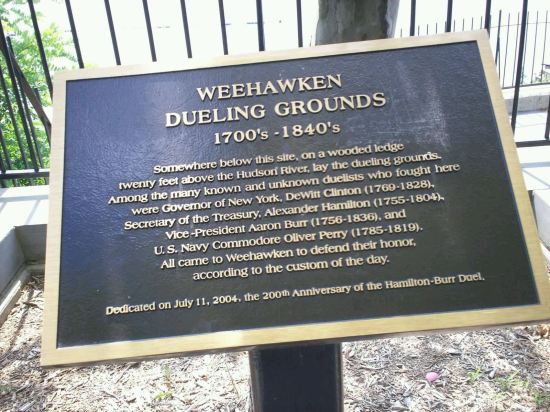 WEEHAWKEN
DUELING GROUNDS
1700's - 1840's
Somewhere below this site, on a wooded ledge
twenty feet above the Hudson River, lay the dueling grounds.
Among the many known and unknown duelists who fought here
were Governor of New York, DeWitt Clinton (1769-1828),
Secretary of the Treasury, Alexander Hamilton (1755-1804),
Vice-President Aaron Burr (1756-1836), and
U.S. Navy Commodore Oliver Perry (1785-1819).
All came to Weehawken to defend their honor,
according to the custom of the day.
Dedicated on July 11, 2004, the 200th Anniversary of the Hamilton-Burr Duel.